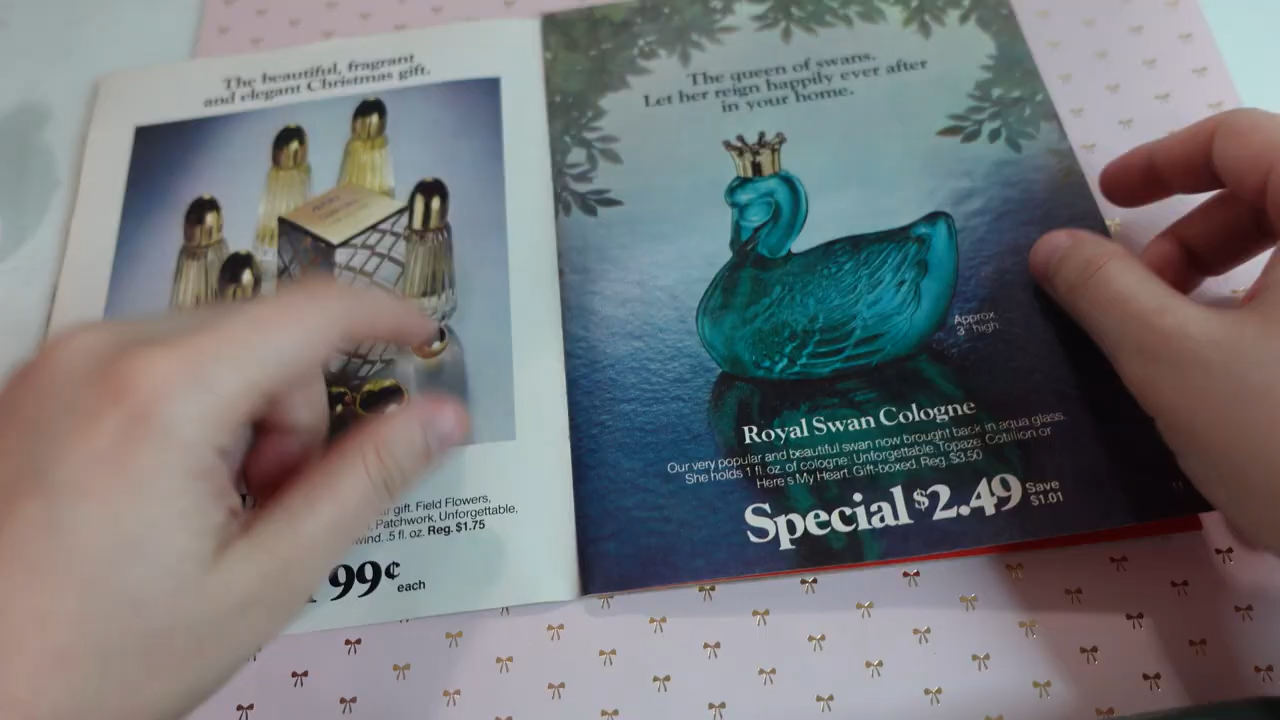 The beautiful, fragrant
and elegant Christmas gift.
gift. Field Flowers,
Patchwork, Unforgettable,
.5 fl. oz. Reg. $1.75
99¢
each
The queen of swans.
Let her reign happily ever after
in your home.
Approx.
3" high
Royal Swan Cologne
Our very popular and beautiful swan now brought back in aqua glass.
She holds 1 fl. oz. of cologne: Unforgettable, Topaze, Cotillion or
Here's My Heart. Gift-boxed. Reg. $3.50
Special $2.49
Save
$1.01